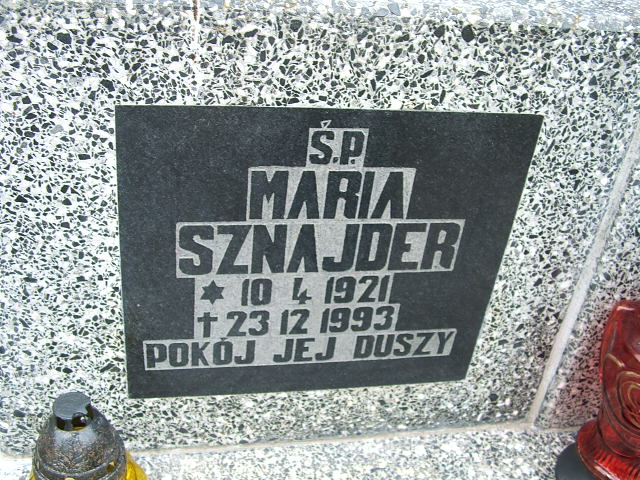 Ś.P.
MARIA
SZNAJDER
✶ 10 4 1921
✝ 23 12 1993
POKÓJ JEJ DUSZY